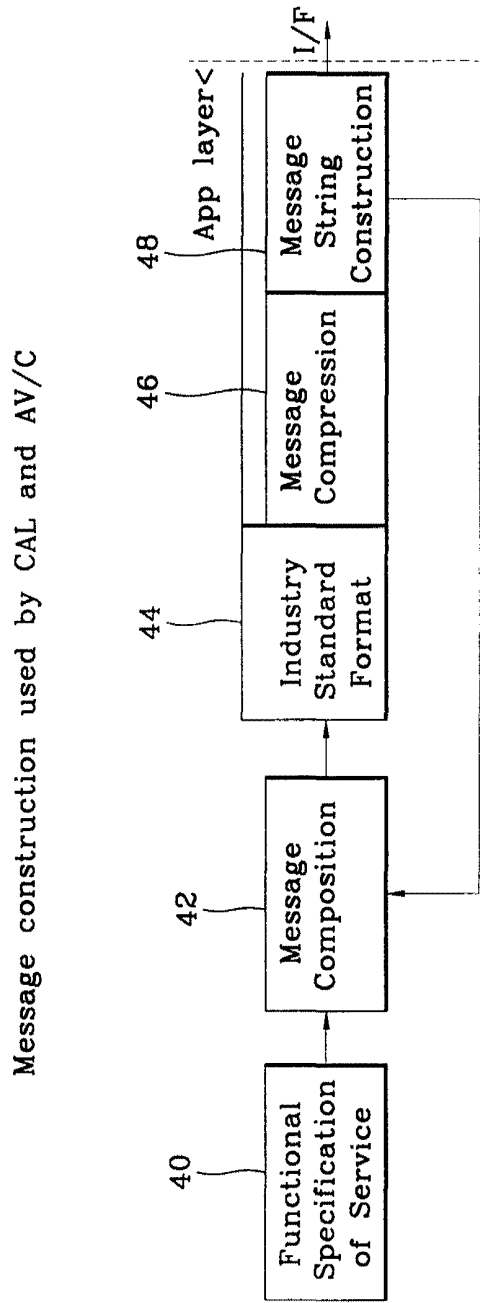 Message construction used by CAL and AV/C
40
Functional
Specification
of Service
42
Message
Composition
44
Industry
Standard
Format
46
Message
Compression
48
Message
String
Construction
App layer<
I/F